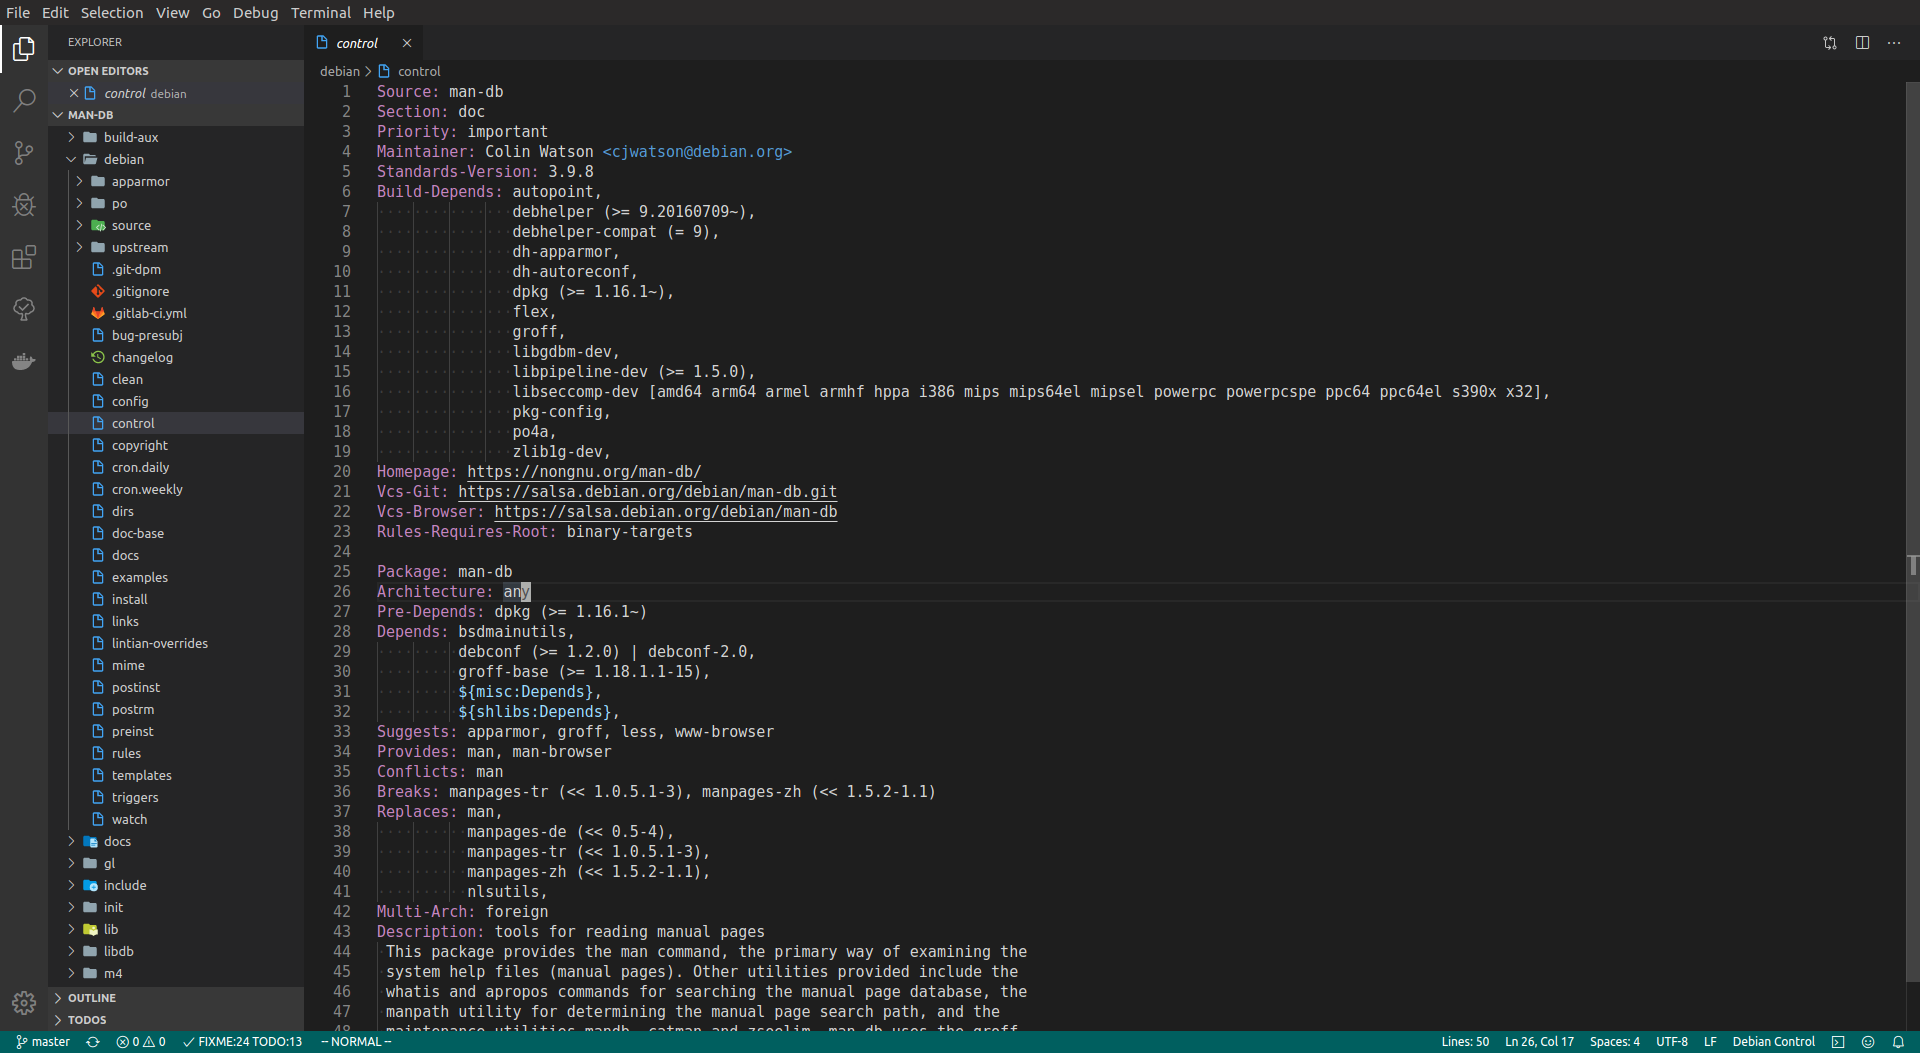 File Edit Selection View Go Debug Terminal Help
EXPLORER
OPEN EDITORS
control debian
MAN-DB
build-aux
debian
apparmor
po
source
upstream
.git-dpm
.gitignore
.gitlab-ci.yml
bug-presubj
changelog
clean
config
control
copyright
cron.daily
cron.weekly
dirs
doc-base
docs
examples
install
links
lintian-overrides
mime
postinst
postrm
preinst
rules
templates
triggers
watch
docs
gl
include
init
lib
libdb
m4
OUTLINE
TODOS
control
debian > control
1 Source: man-db
2 Section: doc
3 Priority: important
4 Maintainer: Colin Watson <cjwatson@debian.org>
5 Standards-Version: 3.9.8
6 Build-Depends: autopoint,
7 debhelper (>= 9.20160709~),
8 debhelper-compat (= 9),
9 dh-apparmor,
10 dh-autoreconf,
11 dpkg (>= 1.16.1~),
12 flex,
13 groff,
14 libgdbm-dev,
15 libpipeline-dev (>= 1.5.0),
16 libseccomp-dev [amd64 arm64 armel armhf hppa i386 mips mips64el mipsel powerpc powerpcspe ppc64 ppc64el s390x x32],
17 pkg-config,
18 po4a,
19 zlib1g-dev,
20 Homepage: https://nongnu.org/man-db/
21 Vcs-Git: https://salsa.debian.org/debian/man-db.git
22 Vcs-Browser: https://salsa.debian.org/debian/man-db
23 Rules-Requires-Root: binary-targets
24
25 Package: man-db
26 Architecture: any
27 Pre-Depends: dpkg (>= 1.16.1~)
28 Depends: bsdmainutils,
29 debconf (>= 1.2.0) | debconf-2.0,
30 groff-base (>= 1.18.1.1-15),
31 ${misc:Depends},
32 ${shlibs:Depends},
33 Suggests: apparmor, groff, less, www-browser
34 Provides: man, man-browser
35 Conflicts: man
36 Breaks: manpages-tr (<< 1.0.5.1-3), manpages-zh (<< 1.5.2-1.1)
37 Replaces: man,
38 manpages-de (<< 0.5-4),
39 manpages-tr (<< 1.0.5.1-3),
40 manpages-zh (<< 1.5.2-1.1),
41 nlsutils,
42 Multi-Arch: foreign
43 Description: tools for reading manual pages
44 This package provides the man command, the primary way of examining the
45 system help files (manual pages). Other utilities provided include the
46 whatis and apropos commands for searching the manual page database, the
47 manpath utility for determining the manual page search path, and the
48 maintenance utilities mandb, catman and zsoelim. man-db uses the groff
master 0 0 FIXME:24 TODO:13 -- NORMAL -- Lines: 50 Ln 26, Col 17 Spaces: 4 UTF-8 LF Debian Control